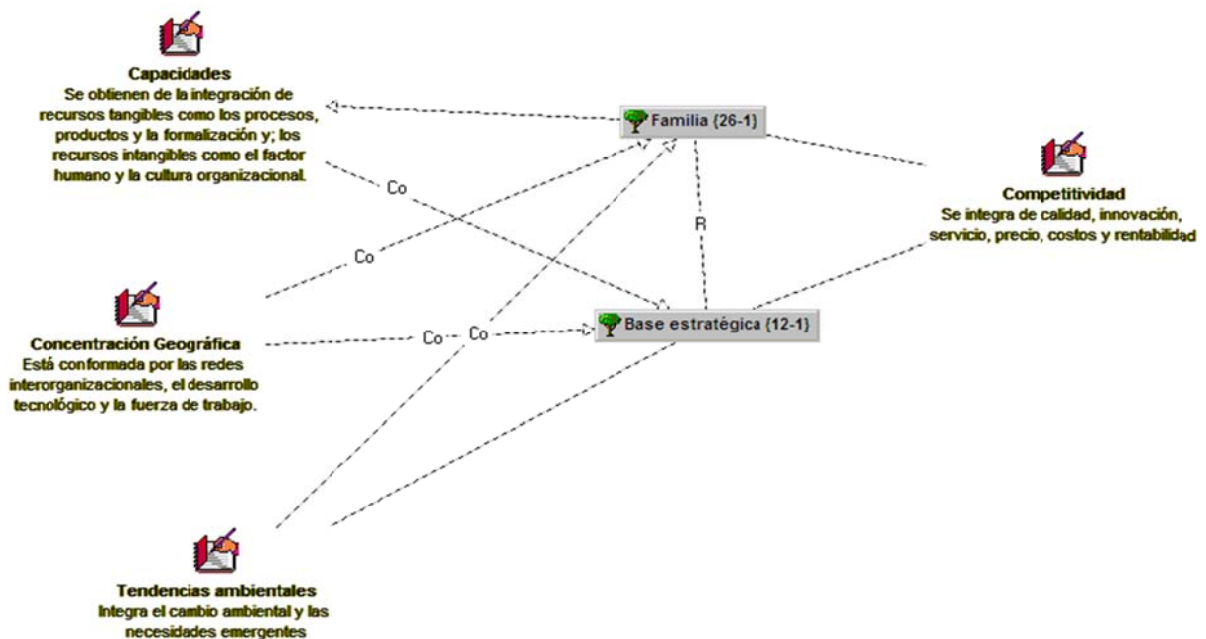 Capacidades
Se obtienen de la integración de
recursos tangibles como los procesos,
productos y la formalización y; los
recursos intangibles como el factor
humano y la cultura organizacional.
Familia {26-1}
Competitividad
Se integra de calidad, innovación,
servicio, precio, costos y rentabilidad
Co
R
Co
Concentración Geográfica
Está conformada por las redes
interorganizacionales, el desarrollo
tecnológico y la fuerza de trabajo.
Co
Co
Base estratégica {12-1}
Tendencias ambientales
Integra el cambio ambiental y las
necesidades emergentes